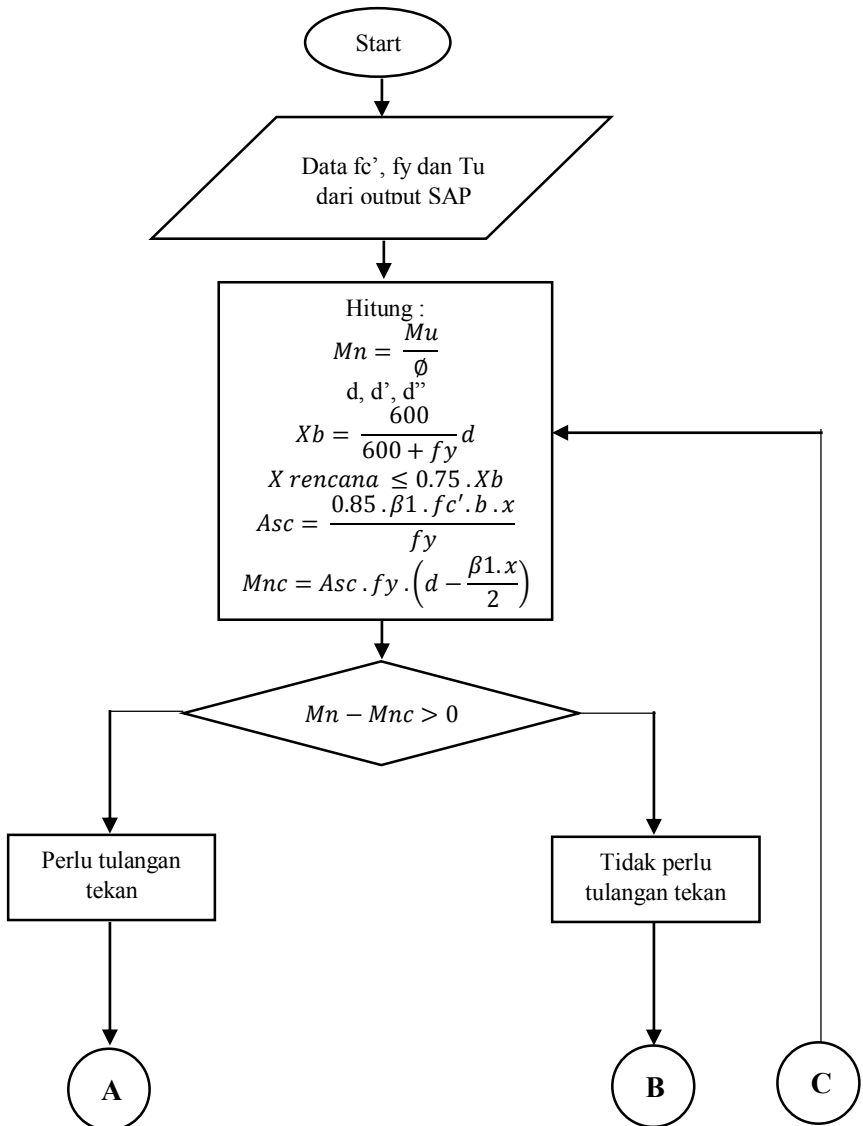 Start
Data fc’, fy dan Tu
dari output SAP
Hitung :
Mn = Mu/∅
d, d’, d”
Xb = 600/(600 + fy) d
X rencana ≤ 0.75 . Xb
Asc = (0.85 . β1 . fc′. b . x)/fy
Mnc = Asc . fy . (d − β1. x/2)
Mn − Mnc > 0
Perlu tulangan
tekan
Tidak perlu
tulangan tekan
A
B
C